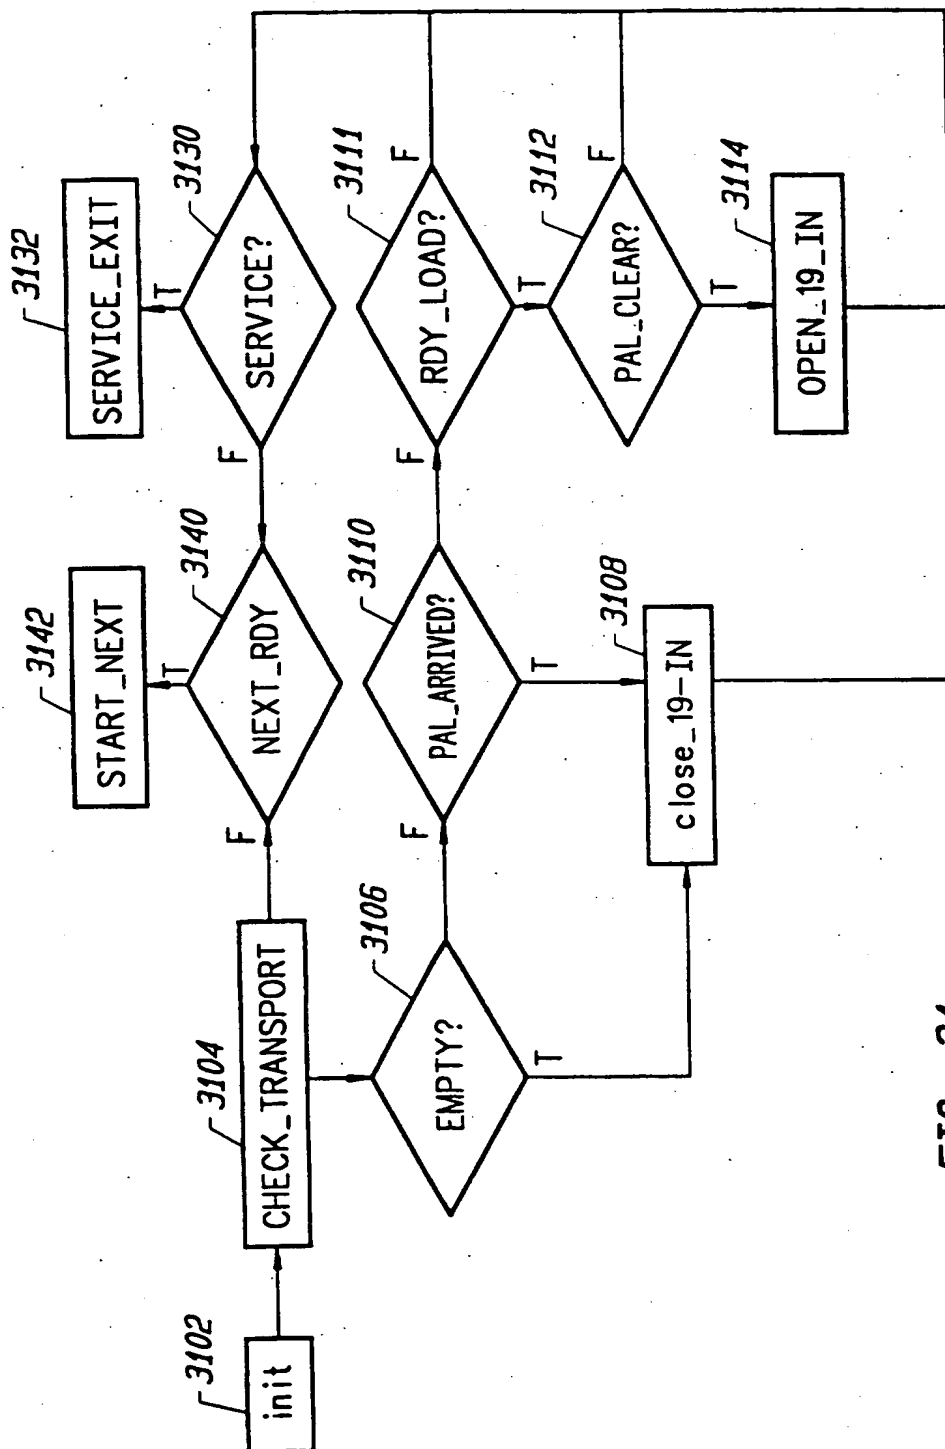 3132
SERVICE_EXIT
T
3130
SERVICE?
F
3142
START_NEXT
T
3140
NEXT_RDY
F
3104
CHECK_TRANSPORT
3102
init
3106
EMPTY?
F
T
3110
PAL_ARRIVED?
F
T
3111
RDY_LOAD?
F
T
3112
PAL_CLEAR?
F
T
3114
OPEN_19_IN
3108
close_19-IN
FIG.